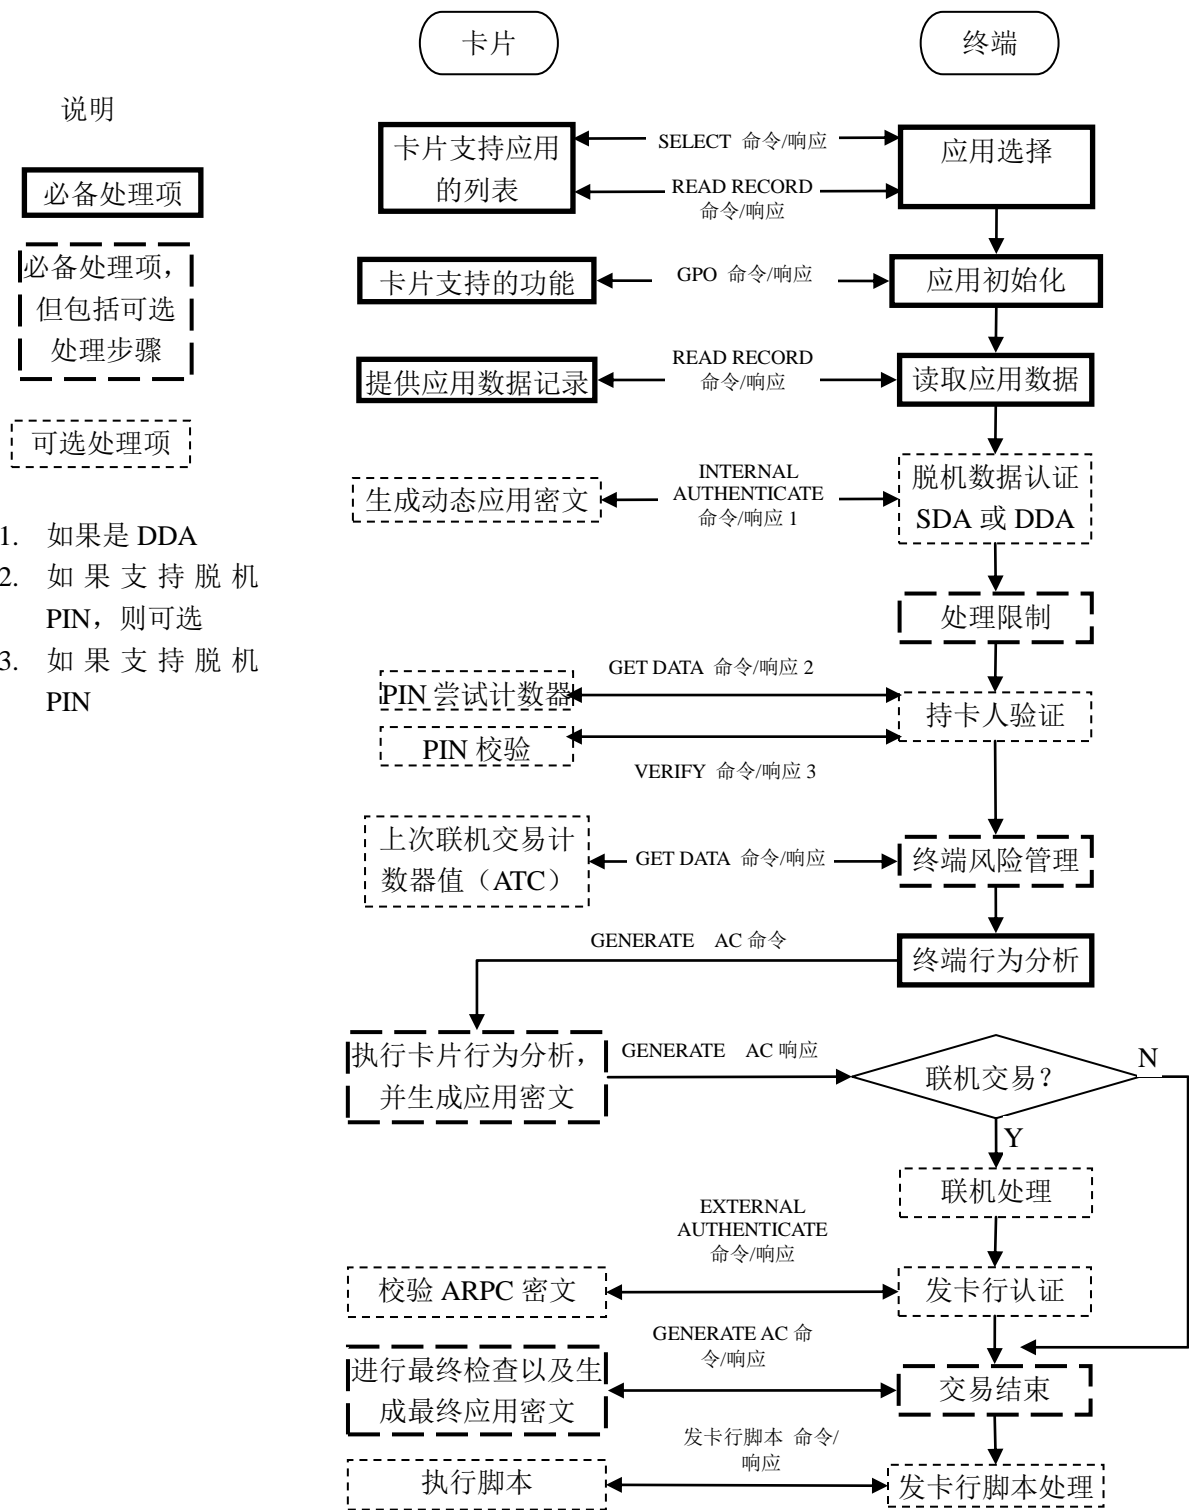 卡片
终端
说明
必备处理项
必备处理项，
但包括可选
处理步骤
可选处理项
1. 如果是 DDA
2. 如果支持脱机
PIN，则可选
3. 如果支持脱机
PIN
卡片支持应用
的列表
SELECT 命令/响应
READ RECORD
命令/响应
应用选择
卡片支持的功能
GPO 命令/响应
应用初始化
提供应用数据记录
READ RECORD
命令/响应
读取应用数据
生成动态应用密文
INTERNAL
AUTHENTICATE
命令/响应 1
脱机数据认证
SDA 或 DDA
处理限制
PIN 尝试计数器
GET DATA 命令/响应 2
PIN 校验
VERIFY 命令/响应 3
持卡人验证
上次联机交易计
数器值（ATC）
GET DATA 命令/响应
终端风险管理
GENERATE AC 命令
终端行为分析
执行卡片行为分析，
并生成应用密文
GENERATE AC 响应
联机交易？
N
Y
联机处理
EXTERNAL
AUTHENTICATE
命令/响应
校验 ARPC 密文
发卡行认证
GENERATE AC 命
令/响应
进行最终检查以及生
成最终应用密文
交易结束
发卡行脚本 命令/
响应
执行脚本
发卡行脚本处理